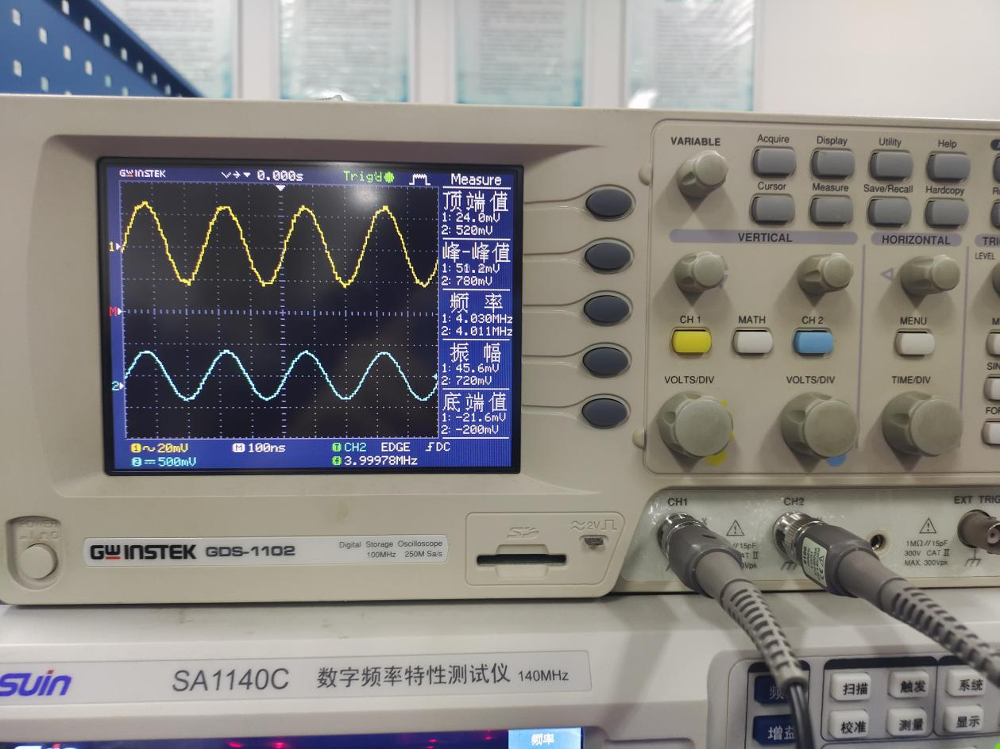 GWINSTEK
0.000s
Trig'd
Measure
顶端值
1: 24.0mV
2: 520mV
峰-峰值
1: 51.2mV
2: 780mV
频率
1: 4.030MHz
2: 4.011MHz
振幅
1: 45.6mV
2: 720mV
底端值
1: -21.6mV
2: -200mV
1
M
2
1 20mV
M 100ns
T CH2 EDGE DC
2 500mV
f 3.99978MHz
POWER
GWINSTEK GDS-1102
Digital Storage Oscilloscope
100MHz 250M Sa/s
SD
2V
VARIABLE
Acquire
Display
Utility
Help
Cursor
Measure
Save/Recall
Hardcopy
VERTICAL
HORIZONTAL
LEVEL
CH 1
MATH
CH 2
MENU
VOLTS/DIV
VOLTS/DIV
TIME/DIV
CH1
CH2
EXT TRIG
X
//15pF
1MΩ//15pF
300V CAT II
MAX. 300Vpk
Suin
SA1140C 数字频率特性测试仪 140MHz
扫描
触发
系统
增益
校准
测量
显示
频率